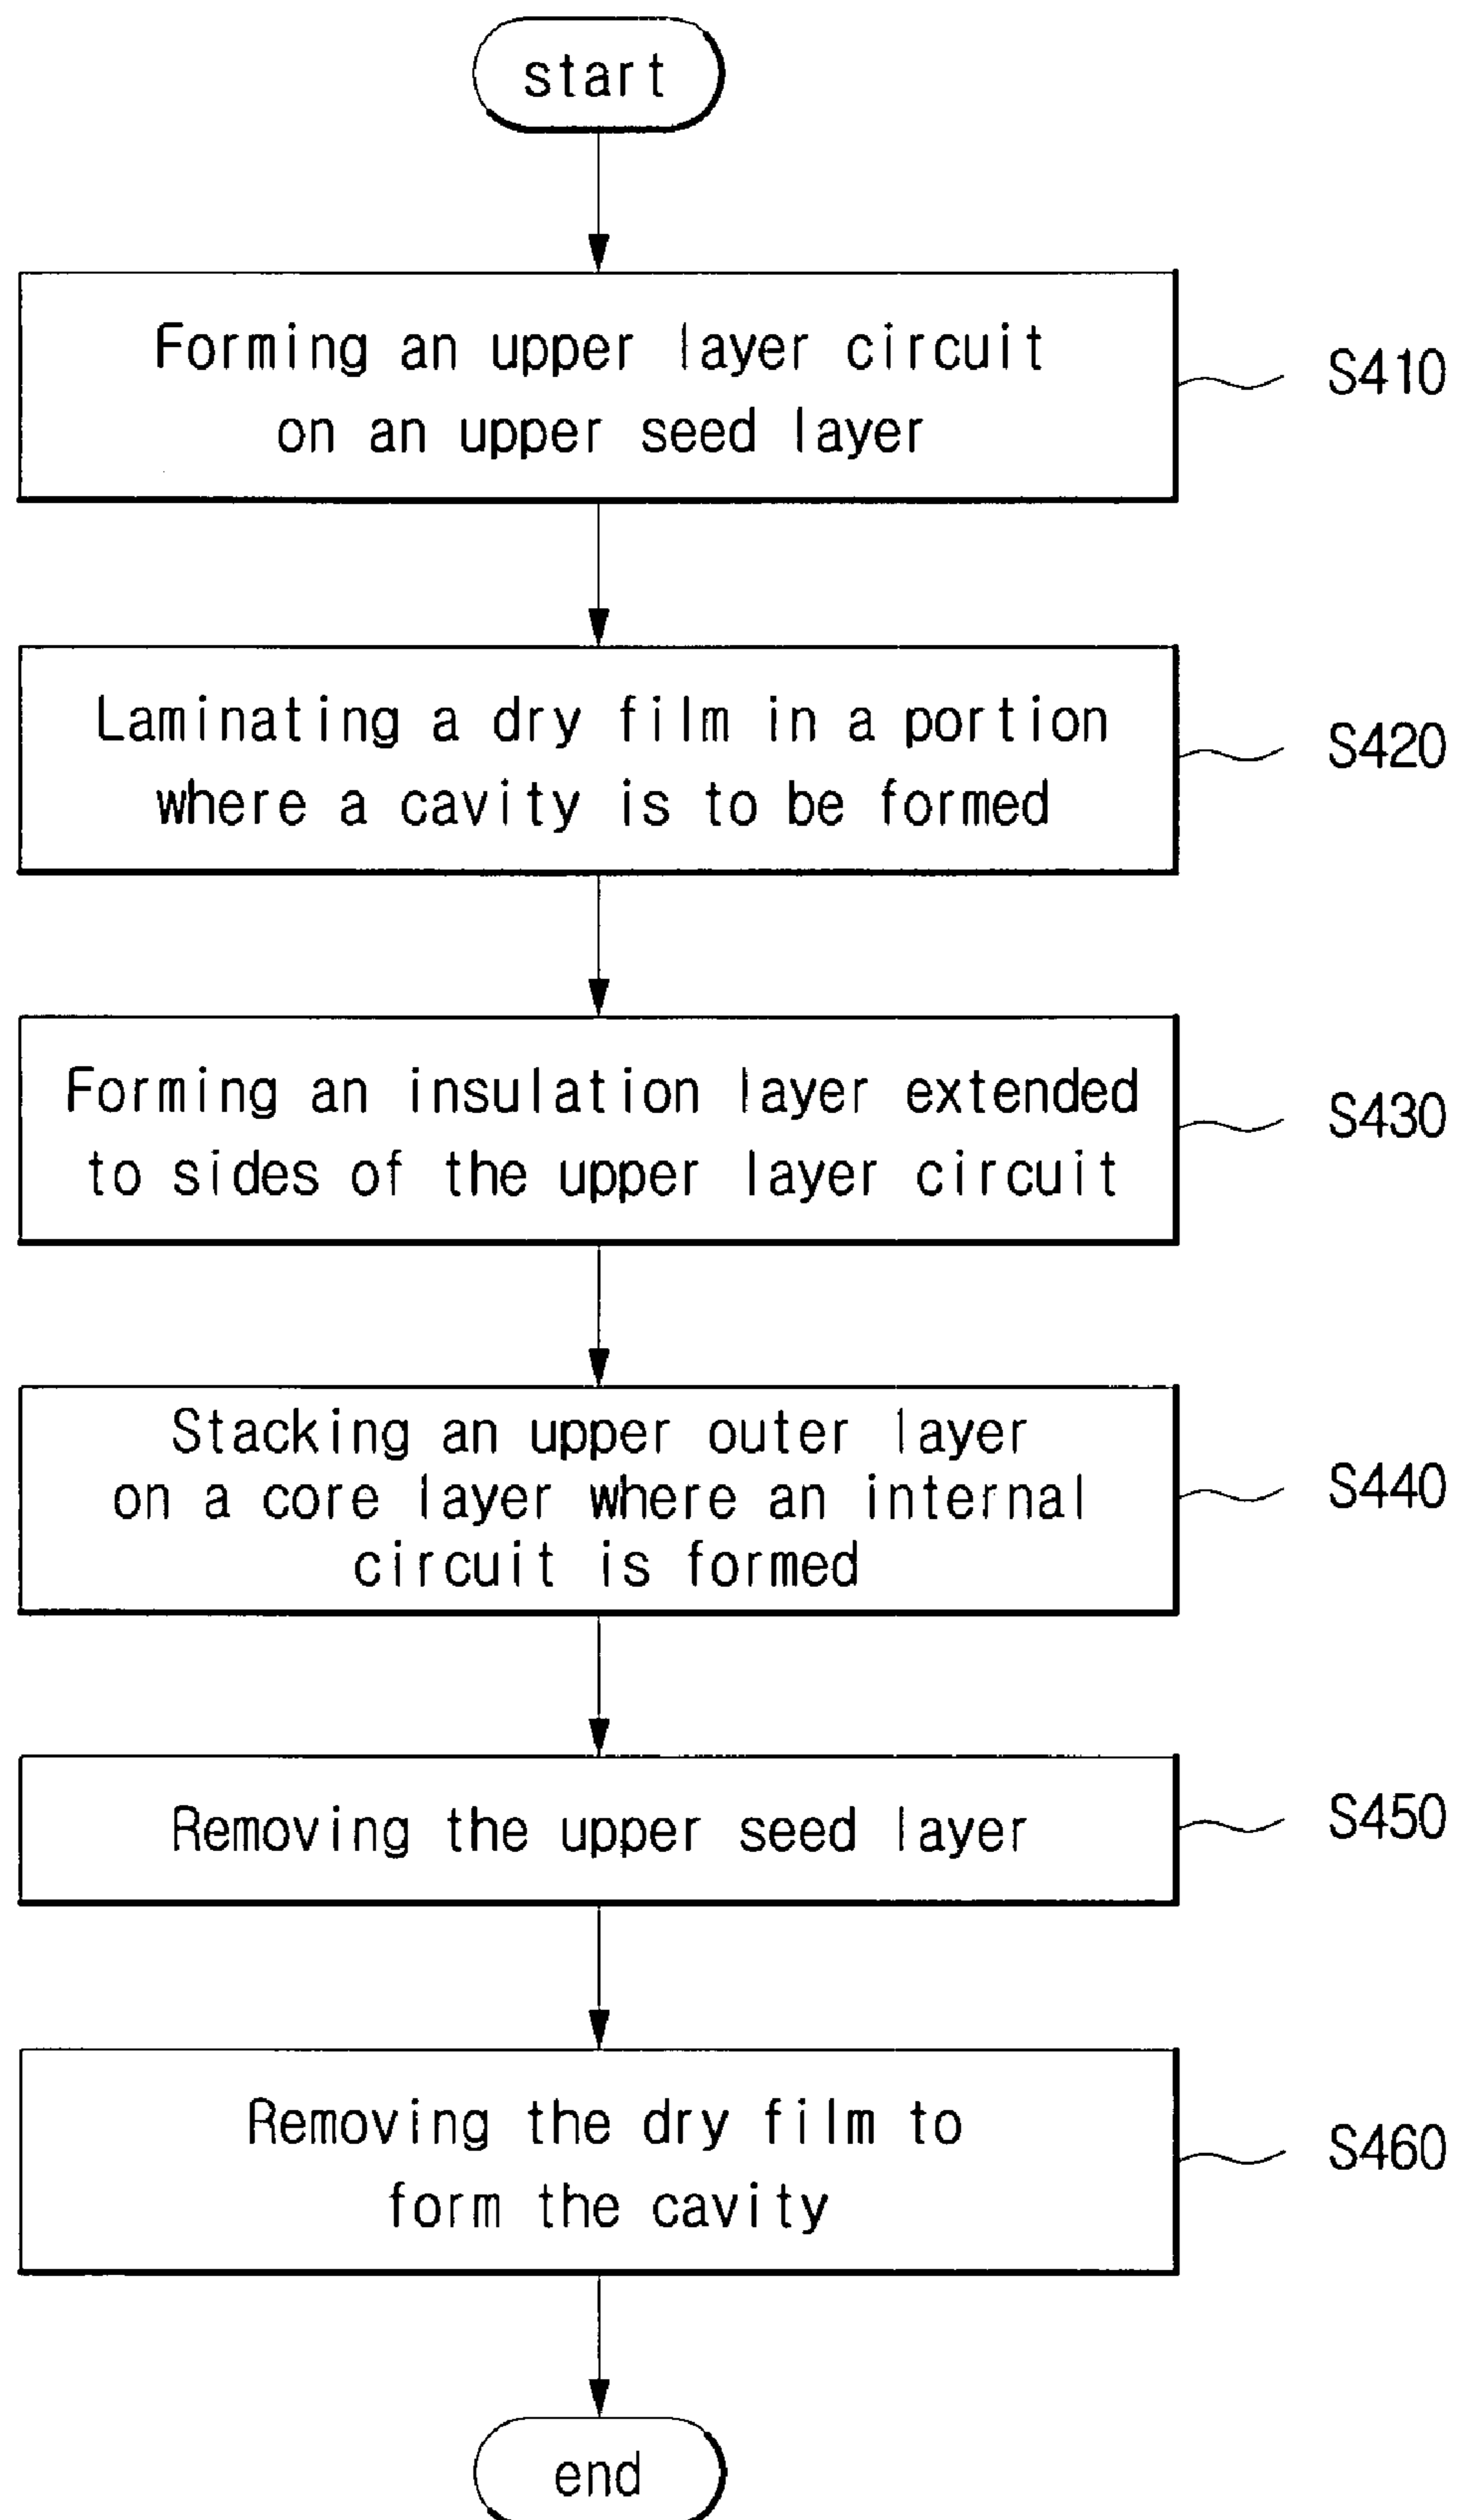 start
Forming an upper layer circuit
on an upper seed layer
S410
Laminating a dry film in a portion
where a cavity is to be formed
S420
Forming an insulation layer extended
to sides of the upper layer circuit
S430
Stacking an upper outer layer
on a core layer where an internal
circuit is formed
S440
Removing the upper seed layer
S450
Removing the dry film to
form the cavity
S460
end